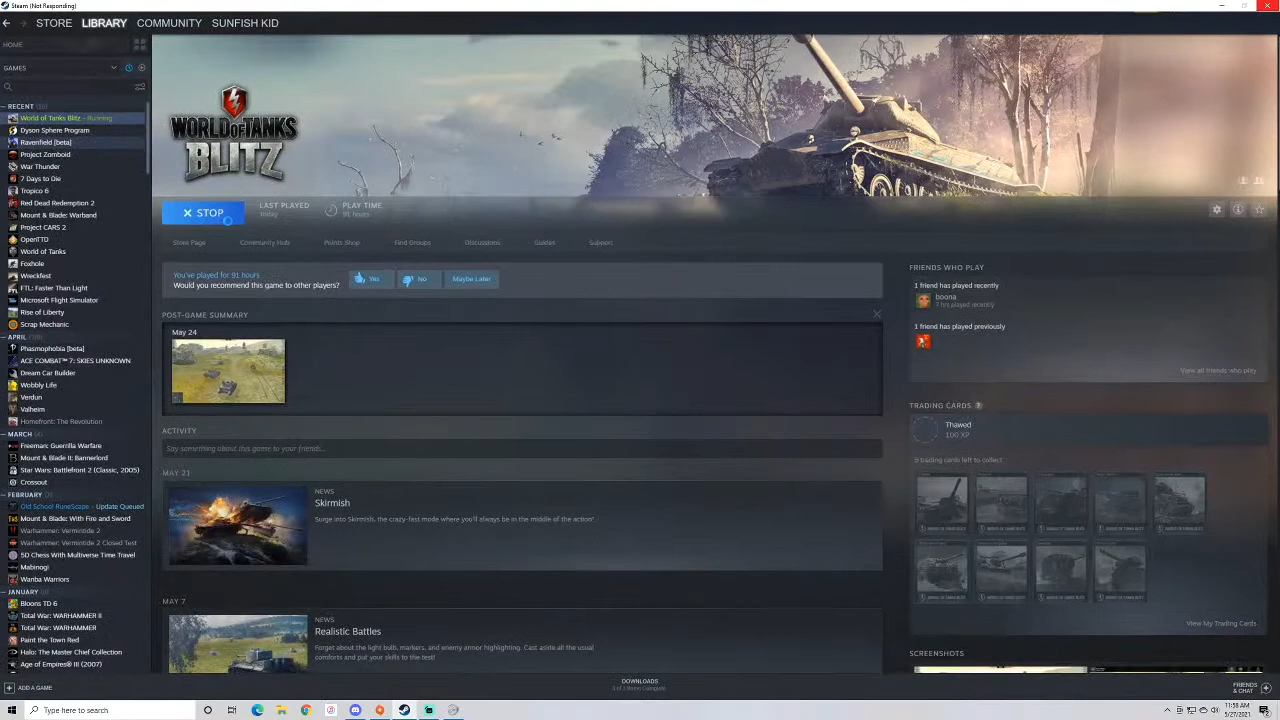 Steam (Not Responding)
STORE LIBRARY COMMUNITY SUNFISH KID
HOME
GAMES
RECENT
World of Tanks Blitz - Running
Dyson Sphere Program
Ravenfield [beta]
Project Zomboid
War Thunder
7 Days to Die
Tropico 6
Red Dead Redemption 2
Mount & Blade: Warband
Project CARS 2
OpenTTD
World of Tanks
Foxhole
Wreckfest
FTL: Faster Than Light
Microsoft Flight Simulator
Rise of Liberty
Scrap Mechanic
APRIL
Phasmophobia [beta]
ACE COMBAT™ 7: SKIES UNKNOWN
Dream Car Builder
Wobbly Life
Verdun
Valheim
Homefront: The Revolution
MARCH
Freeman: Guerrilla Warfare
Mount & Blade II: Bannerlord
Star Wars: Battlefront 2 (Classic, 2005)
Crossout
FEBRUARY
Old School RuneScape - Update Queued
Mount & Blade: With Fire and Sword
Warhammer: Vermintide 2
Warhammer: Vermintide 2 Closed Test
5D Chess With Multiverse Time Travel
Mabinogi
Wanba Warriors
JANUARY
Bloons TD 6
Total War: WARHAMMER II
Total War: WARHAMMER
Paint the Town Red
Halo: The Master Chief Collection
Age of Empires® III (2007)
ADD A GAME
WORLD OF TANKS
BLITZ
STOP
LAST PLAYED
Today
PLAY TIME
91 hours
Store Page Community Hub Points Shop Find Groups Discussions Guides Support
You've played for 91 hours
Would you recommend this game to other players?
Yes No Maybe Later
POST-GAME SUMMARY
May 24
ACTIVITY
Say something about this game to your friends...
MAY 21
NEWS
Skirmish
Surge into Skirmish, the crazy-fast mode where you'll always be in the middle of the action!
MAY 7
NEWS
Realistic Battles
Forget about the light bulb, markers, and enemy armor highlighting. Cast aside all the usual
comforts and put your skills to the test!
FRIENDS WHO PLAY
1 friend has played recently
boona
7 hrs played recently
1 friend has played previously
View all friends who play
TRADING CARDS ?
Thawed
100 XP
9 trading cards left to collect
View My Trading Cards
SCREENSHOTS
DOWNLOADS
FRIENDS
& CHAT
Type here to search
11:58 AM
5/27/2021